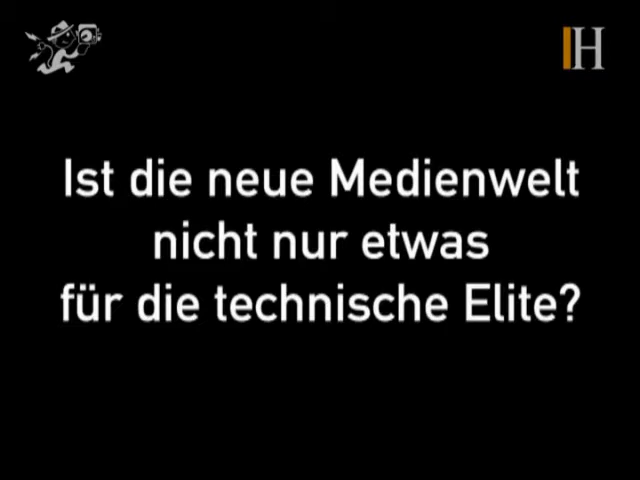 H
Ist die neue Medienwelt
nicht nur etwas
für die technische Elite?